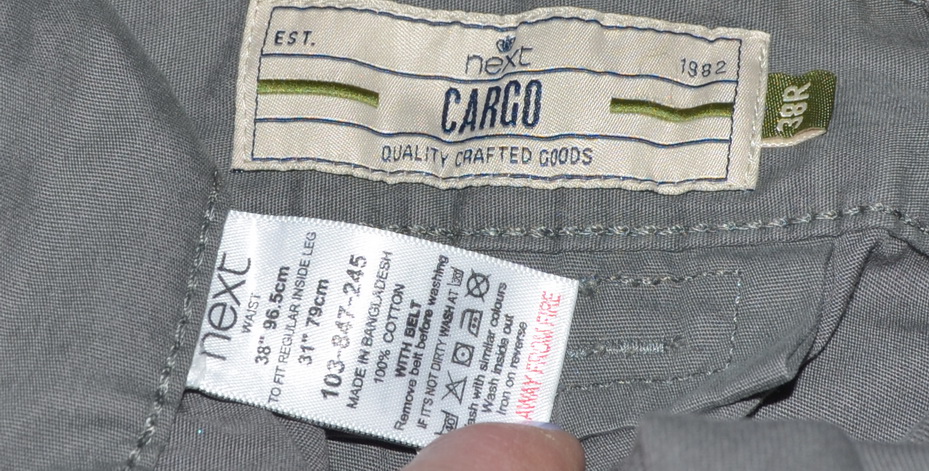 EST.
next
1982
CARGO
QUALITY CRAFTED GOODS
38R
next
WAIST
38" 96.5cm
TO FIT REGULAR INSIDE LEG
31" 79cm
103-847-245
MADE IN BANGLADESH
100% COTTON
WITH BELT
Remove belt before washing
IF IT'S NOT DIRTY WASH AT
with similar colours
Wash inside out
Iron on reverse
AWAY FROM FIRE